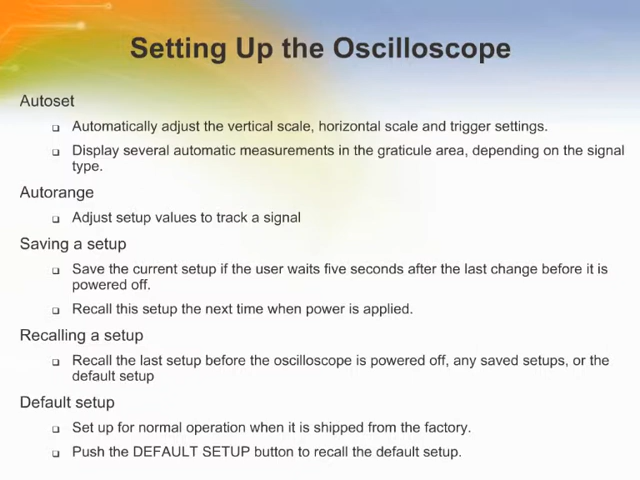 Setting Up the Oscilloscope
Autoset
❑ Automatically adjust the vertical scale, horizontal scale and trigger settings.
❑ Display several automatic measurements in the graticule area, depending on the signal
type.
Autorange
❑ Adjust setup values to track a signal
Saving a setup
❑ Save the current setup if the user waits five seconds after the last change before it is
powered off.
❑ Recall this setup the next time when power is applied.
Recalling a setup
❑ Recall the last setup before the oscilloscope is powered off, any saved setups, or the
default setup
Default setup
❑ Set up for normal operation when it is shipped from the factory.
❑ Push the DEFAULT SETUP button to recall the default setup.